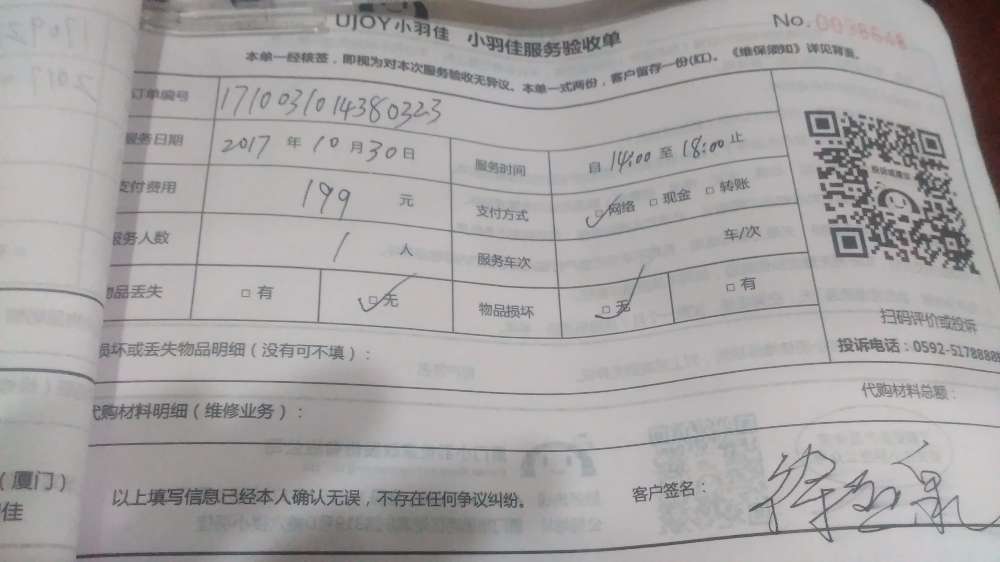 UJOY小羽佳 小羽佳服务验收单
No. 0038648
本单一经核签，即视为对本次服务验收无异议。本单一式两份，客户留存一份(红)。《维保须知》详见背面。
订单编号 1710031014380323
服务日期 2017 年 10 月 30 日 服务时间 自 14:00 至 18:00 止
支付费用 199 元 支付方式 ☑网络 □现金 □转账
服务人数 1 人 服务车次 车/次
物品丢失 □有 ☑无 物品损坏 ☑无 □有
扫码评价或投诉
投诉电话：0592-5178888
损坏或丢失物品明细（没有可不填）：
代购材料明细（维修业务）：
代购材料总额：
（厦门）
佳
以上填写信息已经本人确认无误，不存在任何争议纠纷。
客户签名：